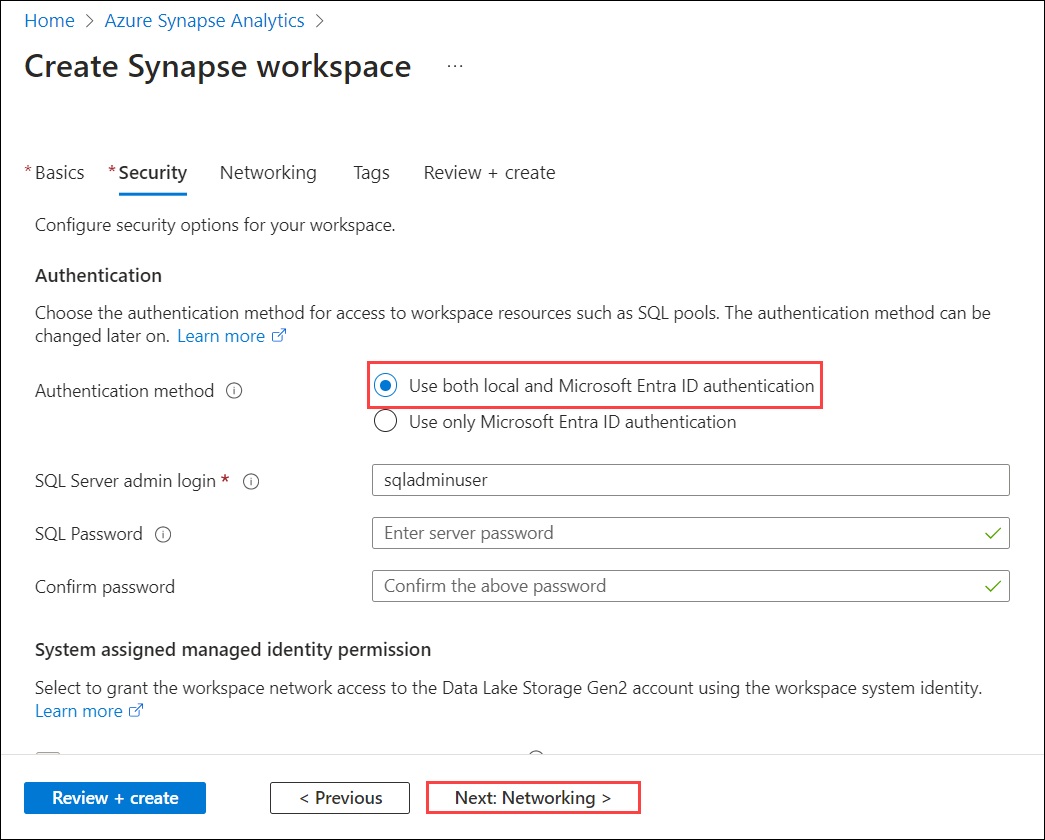 Home > Azure Synapse Analytics >
Create Synapse workspace ...
* Basics * Security Networking Tags Review + create
Configure security options for your workspace.
Authentication
Choose the authentication method for access to workspace resources such as SQL pools. The authentication method can be
changed later on. Learn more
Authentication method
Use both local and Microsoft Entra ID authentication
Use only Microsoft Entra ID authentication
SQL Server admin login *
sqladminuser
SQL Password
Enter server password
Confirm password
Confirm the above password
System assigned managed identity permission
Select to grant the workspace network access to the Data Lake Storage Gen2 account using the workspace system identity.
Learn more
Review + create < Previous Next: Networking >